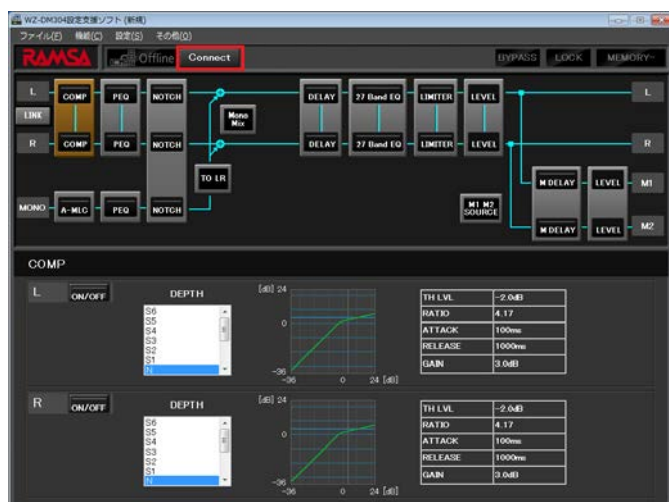 WZ-DM304設定支援ソフト (新規)
ファイル(F) 機能(C) 設定(S) その他(O)
RAMSA Offline Connect BYPASS LOCK MEMORY-
L COMP PEQ NOTCH DELAY 27 Band EQ LIMITER LEVEL L
LINK Mono Mix
R COMP PEQ NOTCH DELAY 27 Band EQ LIMITER LEVEL R
TO LR
M DELAY LEVEL M1
MONO A-MLC PEQ NOTCH M1 M2 SOURCE
M DELAY LEVEL M2
COMP
L ON/OFF DEPTH
S6
S5
S4
S3
S2
S1
N
[dB] 24
0
-36
-36 0 24 [dB]
TH LVL -2.0dB
RATIO 4.17
ATTACK 100ms
RELEASE 1000ms
GAIN 3.0dB
R ON/OFF DEPTH
S6
S5
S4
S3
S2
S1
N
[dB] 24
0
-36
-36 0 24 [dB]
TH LVL -2.0dB
RATIO 4.17
ATTACK 100ms
RELEASE 1000ms
GAIN 3.0dB